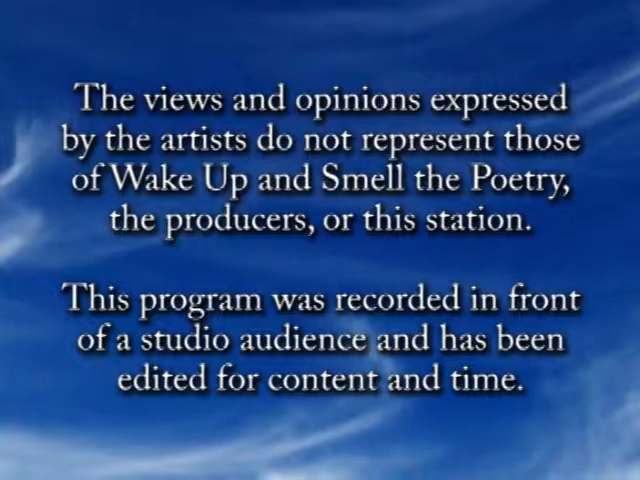 The views and opinions expressed
by the artists do not represent those
of Wake Up and Smell the Poetry,
the producers, or this station.
This program was recorded in front
of a studio audience and has been
edited for content and time.